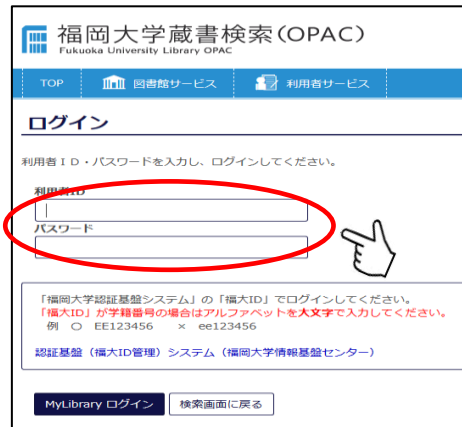 福岡大学蔵書検索(OPAC)
Fukuoka University Library OPAC
TOP 図書館サービス 利用者サービス
ログイン
利用者ＩＤ・パスワードを入力し、ログインしてください。
利用者ID
パスワード
「福岡大学認証基盤システム」の「福大ID」でログインしてください。
「福大ID」が学籍番号の場合はアルファベットを大文字で入力してください。
例 ○ EE123456 × ee123456
認証基盤（福大ID管理）システム（福岡大学情報基盤センター）
MyLibrary ログイン 検索画面に戻る